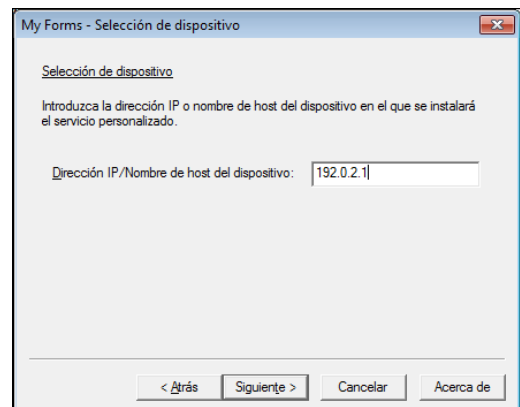 My Forms - Selección de dispositivo
Selección de dispositivo
Introduzca la dirección IP o nombre de host del dispositivo en el que se instalará
el servicio personalizado.
Dirección IP/Nombre de host del dispositivo: 192.0.2.1
< Atrás Siguiente > Cancelar Acerca de